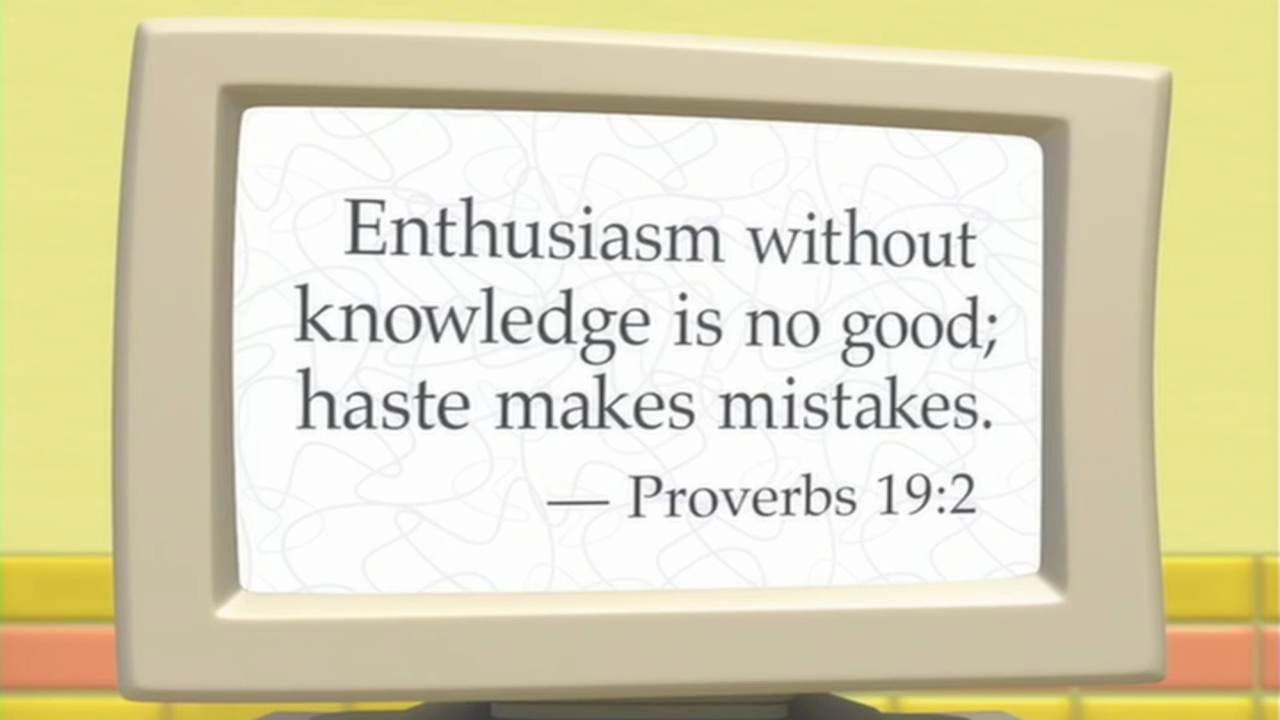 Enthusiasm without
knowledge is no good;
haste makes mistakes.
— Proverbs 19:2